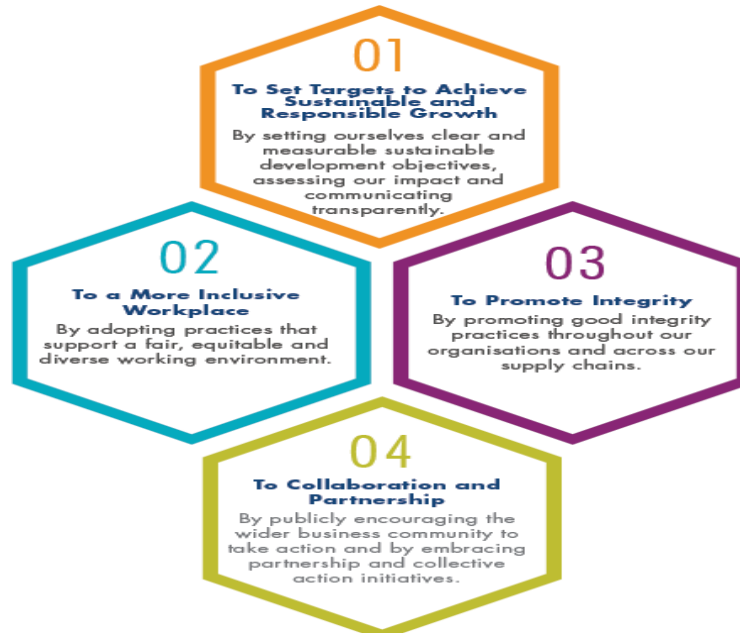 01
To Set Targets to Achieve
Sustainable and
Responsible Growth
By setting ourselves clear and
measurable sustainable
development objectives,
assessing our impact and
communicating
transparently.
02
To a More Inclusive
Workplace
By adopting practices that
support a fair, equitable and
diverse working environment.
03
To Promote Integrity
By promoting good integrity
practices throughout our
organisations and across our
supply chains.
04
To Collaboration and
Partnership
By publicly encouraging the
wider business community to
take action and by embracing
partnership and collective
action initiatives.